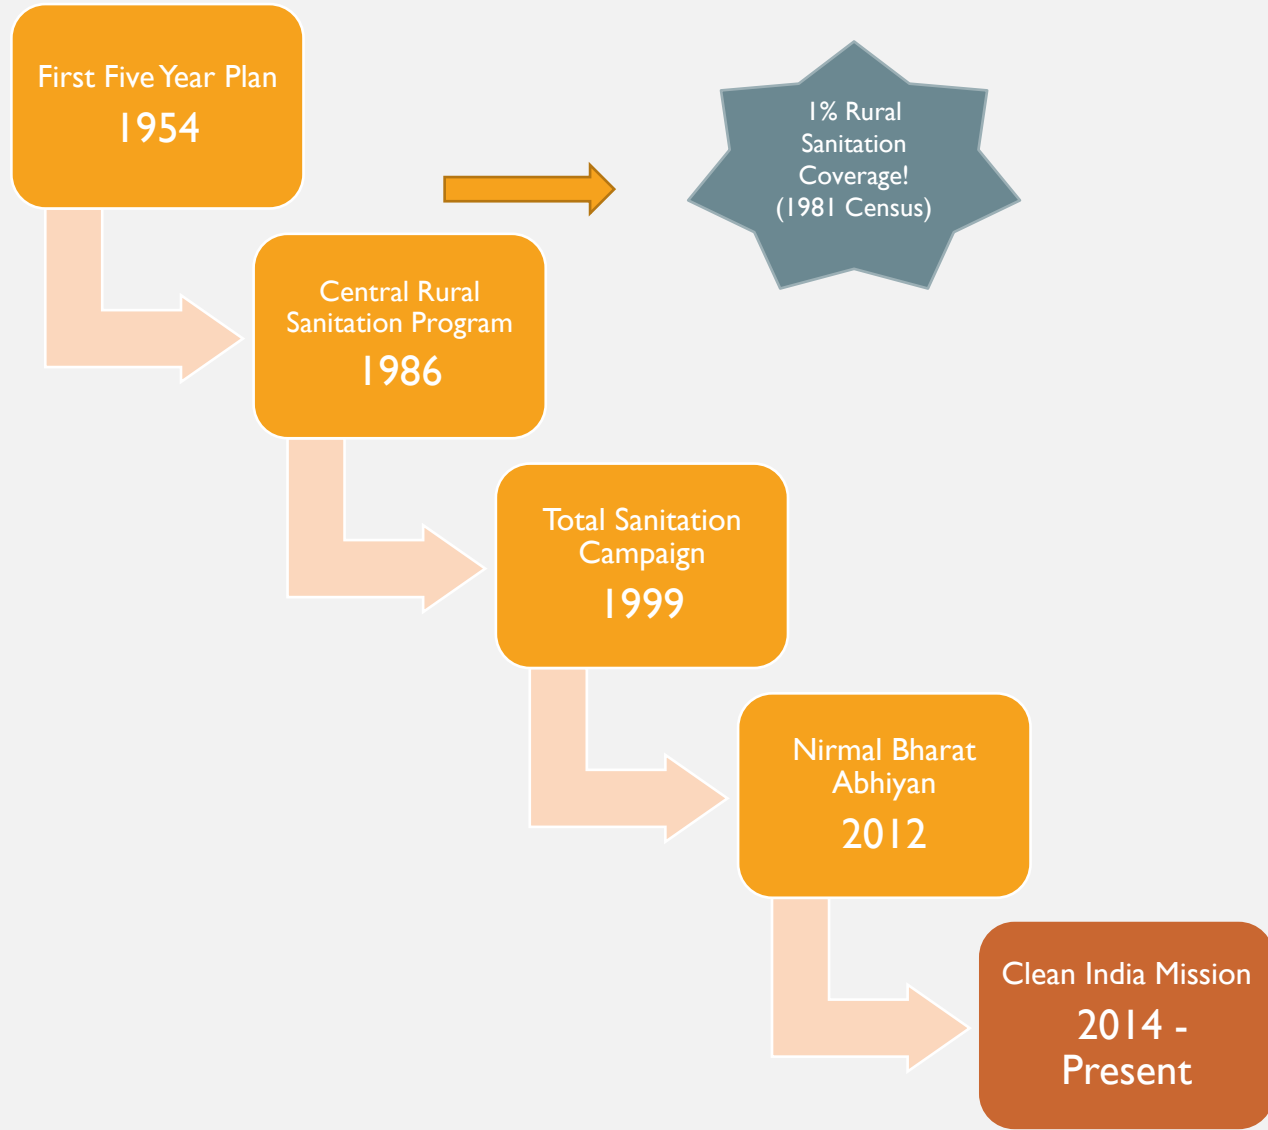 First Five Year Plan
1954
1% Rural
Sanitation
Coverage!
(1981 Census)
Central Rural
Sanitation Program
1986
Total Sanitation
Campaign
1999
Nirmal Bharat
Abhiyan
2012
Clean India Mission
2014 -
Present